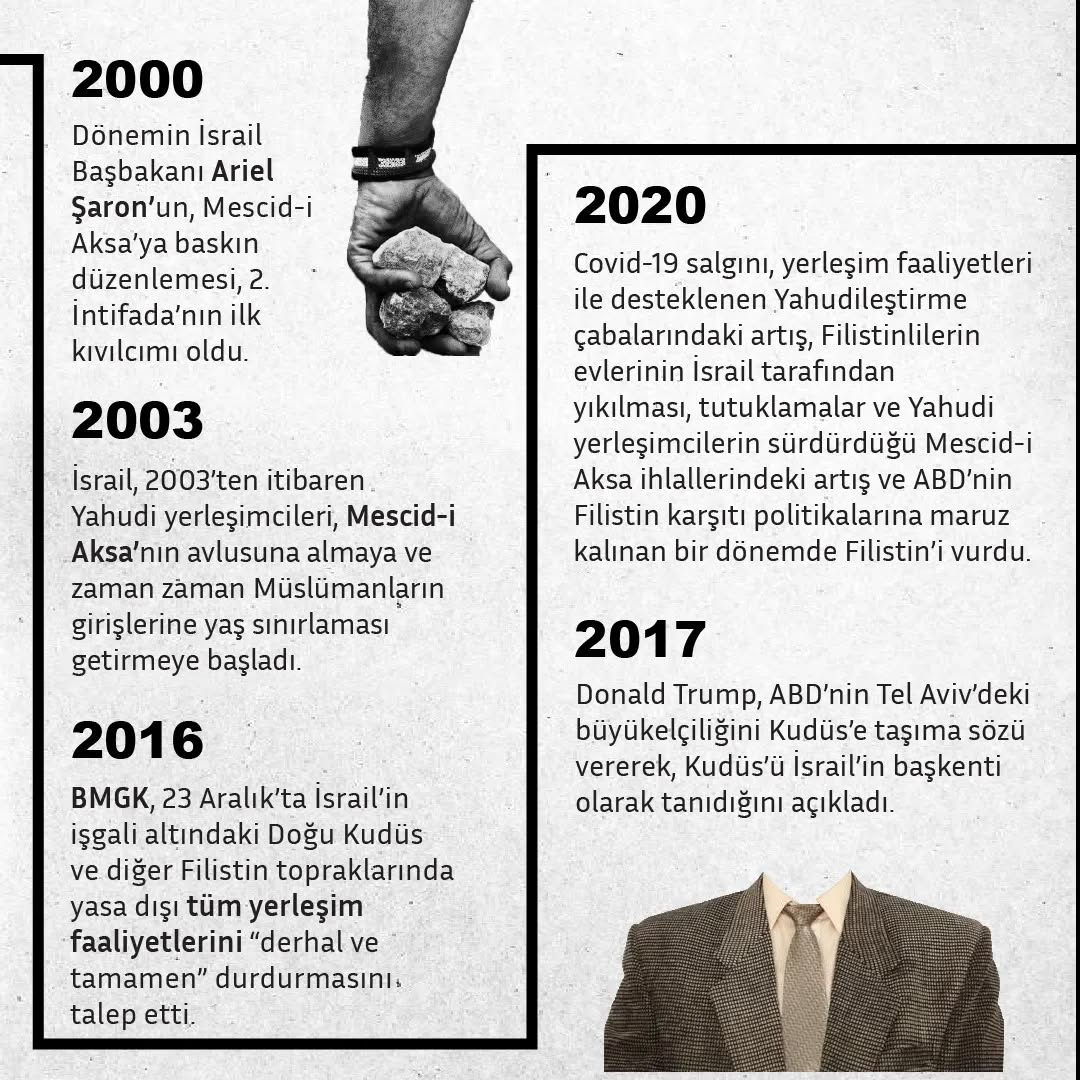 2000
Dönemin İsrail
Başbakanı Ariel
Şaron’un, Mescid-i
Aksa’ya baskın
düzenlemesi, 2.
İntifada’nın ilk
kıvılcımı oldu.
2003
İsrail, 2003’ten itibaren
Yahudi yerleşimcileri, Mescid-i
Aksa’nın avlusuna almaya ve
zaman zaman Müslümanların
girişlerine yaş sınırlaması
getirmeye başladı.
2016
BMGK, 23 Aralık’ta İsrail’in
işgali altındaki Doğu Kudüs
ve diğer Filistin topraklarında
yasa dışı tüm yerleşim
faaliyetlerini “derhal ve
tamamen” durdurmasını
talep etti.
2020
Covid-19 salgını, yerleşim faaliyetleri
ile desteklenen Yahudileştirme
çabalarındaki artış, Filistinlilerin
evlerinin İsrail tarafından
yıkılması, tutuklamalar ve Yahudi
yerleşimcilerin sürdürdüğü Mescid-i
Aksa ihlallerindeki artış ve ABD’nin
Filistin karşıtı politikalarına maruz
kalınan bir dönemde Filistin’i vurdu.
2017
Donald Trump, ABD’nin Tel Aviv’deki
büyükelçiliğini Kudüs’e taşıma sözü
vererek, Kudüs’ü İsrail’in başkenti
olarak tanıdığını açıkladı.